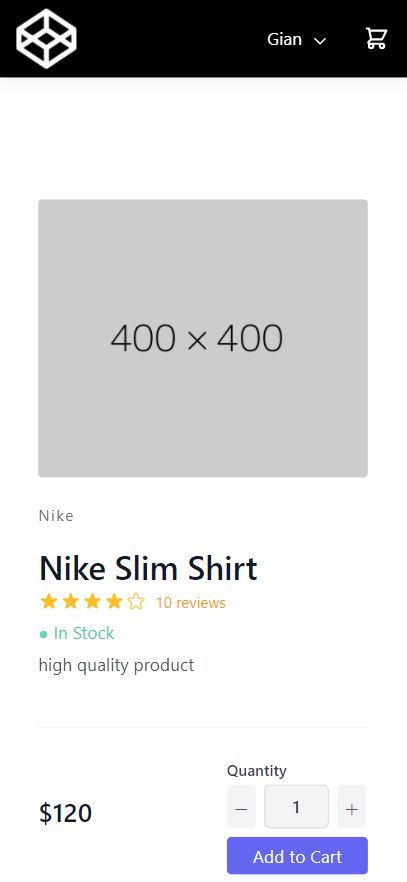 Gian
400 × 400
Nike
Nike Slim Shirt
10 reviews
● In Stock
high quality product
Quantity
$120
− 1 +
Add to Cart